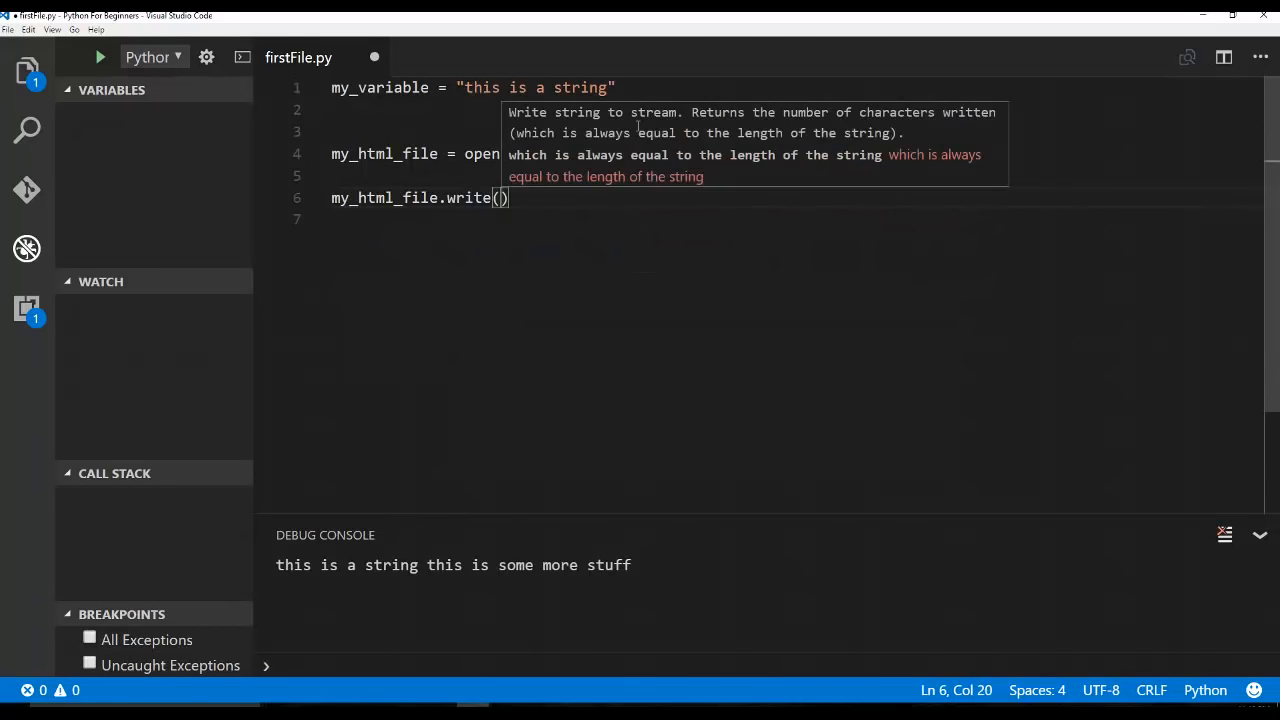 ● firstFile.py - Python For Beginners - Visual Studio Code
File Edit View Go Help
Python
firstFile.py
1
VARIABLES
1 my_variable = "this is a string"
2
3
4 my_html_file = open
5
6 my_html_file.write()
7
Write string to stream. Returns the number of characters written
(which is always equal to the length of the string).
which is always equal to the length of the string which is always
equal to the length of the string
WATCH
1
CALL STACK
DEBUG CONSOLE
this is a string this is some more stuff
BREAKPOINTS
All Exceptions
Uncaught Exceptions
0 0
Ln 6, Col 20 Spaces: 4 UTF-8 CRLF Python